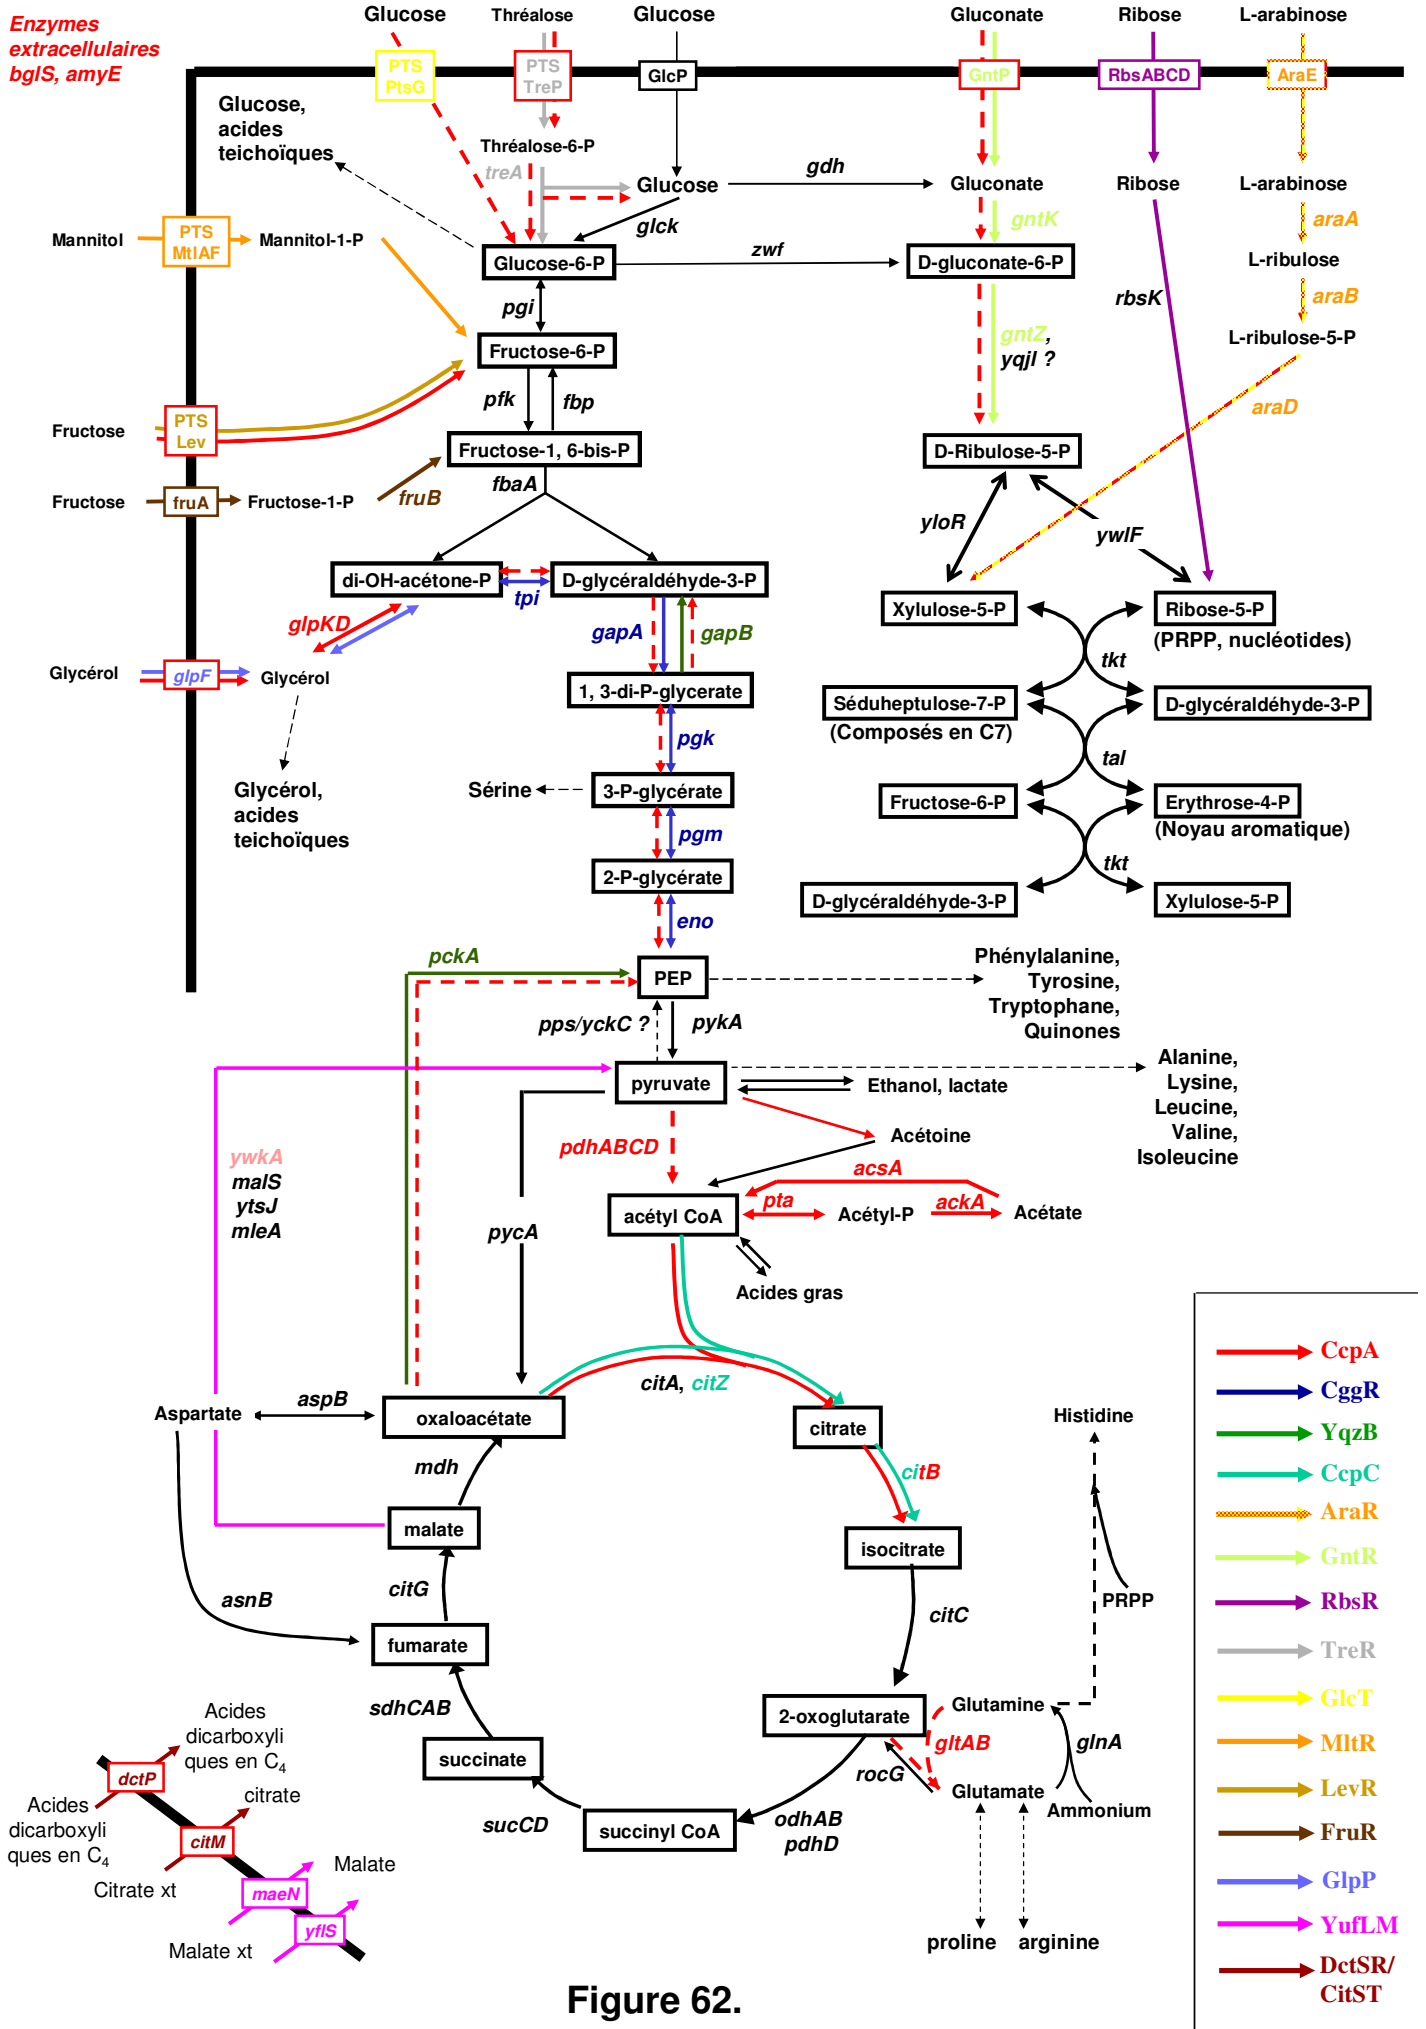 Enzymes
extracellulaires
bglS, amyE
Glucose
Thréalose
Glucose
Gluconate
Ribose
L-arabinose
PTS
PtsG
PTS
TreP
GlcP
GntP
RbsABCD
AraE
Glucose,
acides
teichoïques
Thréalose-6-P
treA
Glucose
gdh
Gluconate
Ribose
L-arabinose
glck
gntK
araA
Mannitol
PTS
MtlAF
Mannitol-1-P
Glucose-6-P
zwf
D-gluconate-6-P
L-ribulose
rbsK
araB
pgi
gntZ,
yqjI ?
L-ribulose-5-P
Fructose-6-P
pfk
fbp
araD
Fructose
PTS
Lev
Fructose-1, 6-bis-P
D-Ribulose-5-P
fbaA
Fructose
fruA
Fructose-1-P
fruB
yloR
ywlF
di-OH-acétone-P
D-glycéraldéhyde-3-P
tpi
Xylulose-5-P
Ribose-5-P
(PRPP, nucléotides)
glpKD
gapA
gapB
tkt
Glycérol
glpF
Glycérol
1, 3-di-P-glycerate
Séduheptulose-7-P
(Composés en C7)
D-glycéraldéhyde-3-P
pgk
tal
Glycérol,
acides
teichoïques
Sérine
3-P-glycérate
Fructose-6-P
Erythrose-4-P
(Noyau aromatique)
pgm
tkt
2-P-glycérate
D-glycéraldéhyde-3-P
Xylulose-5-P
eno
pckA
PEP
Phénylalanine,
Tyrosine,
Tryptophane,
Quinones
pps/yckC ?
pykA
pyruvate
Ethanol, lactate
Alanine,
Lysine,
Leucine,
Valine,
Isoleucine
pdhABCD
Acétoine
ywkA
malS
ytsJ
mleA
acsA
pycA
acétyl CoA
pta
Acétyl-P
ackA
Acétate
Acides gras
citA, citZ
Aspartate
aspB
oxaloacétate
citrate
Histidine
mdh
citB
malate
isocitrate
citG
asnB
citC
PRPP
fumarate
sdhCAB
2-oxoglutarate
Glutamine
gltAB
glnA
succinate
rocG
Glutamate
Ammonium
sucCD
succinyl CoA
odhAB
pdhD
proline
arginine
Acides
dicarboxyli
ques en C4
dctP
Acides
dicarboxyli
ques en C4
citrate
citM
Citrate xt
Malate
maeN
yflS
Malate xt
CcpA
CggR
YqzB
CcpC
AraR
GntR
RbsR
TreR
GlcT
MltR
LevR
FruR
GlpP
YufLM
DctSR/
CitST
Figure 62.